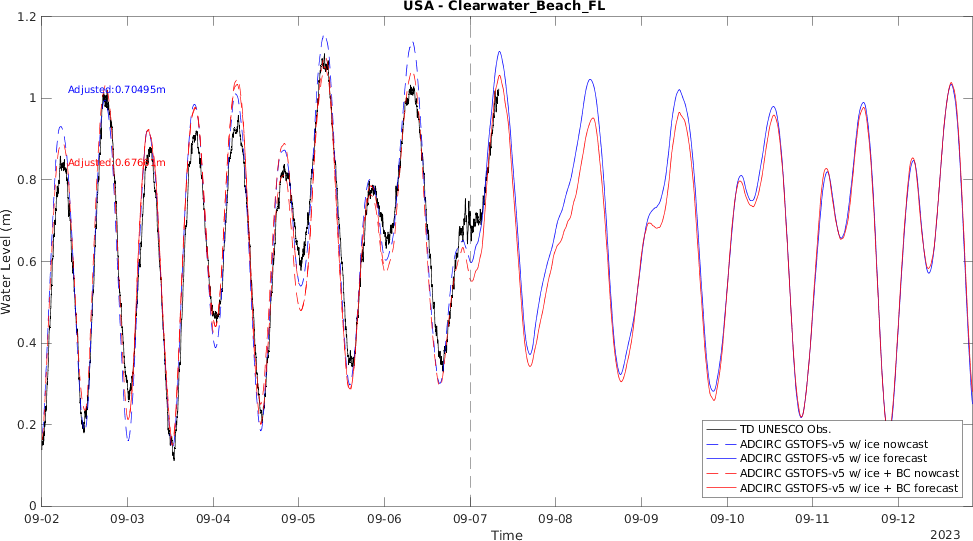 USA - Clearwater_Beach_FL
Water Level (m)
1.2
1
0.8
0.6
0.4
0.2
0
Adjusted:0.70495m
TD UNESCO Obs.
ADCIRC GSTOFS-v5 w/ ice nowcast
ADCIRC GSTOFS-v5 w/ ice forecast
ADCIRC GSTOFS-v5 w/ ice + BC nowcast
ADCIRC GSTOFS-v5 w/ ice + BC forecast
09-02 09-03 09-04 09-05 09-06 09-07 09-08 09-09 09-10 09-11 09-12
Time
2023